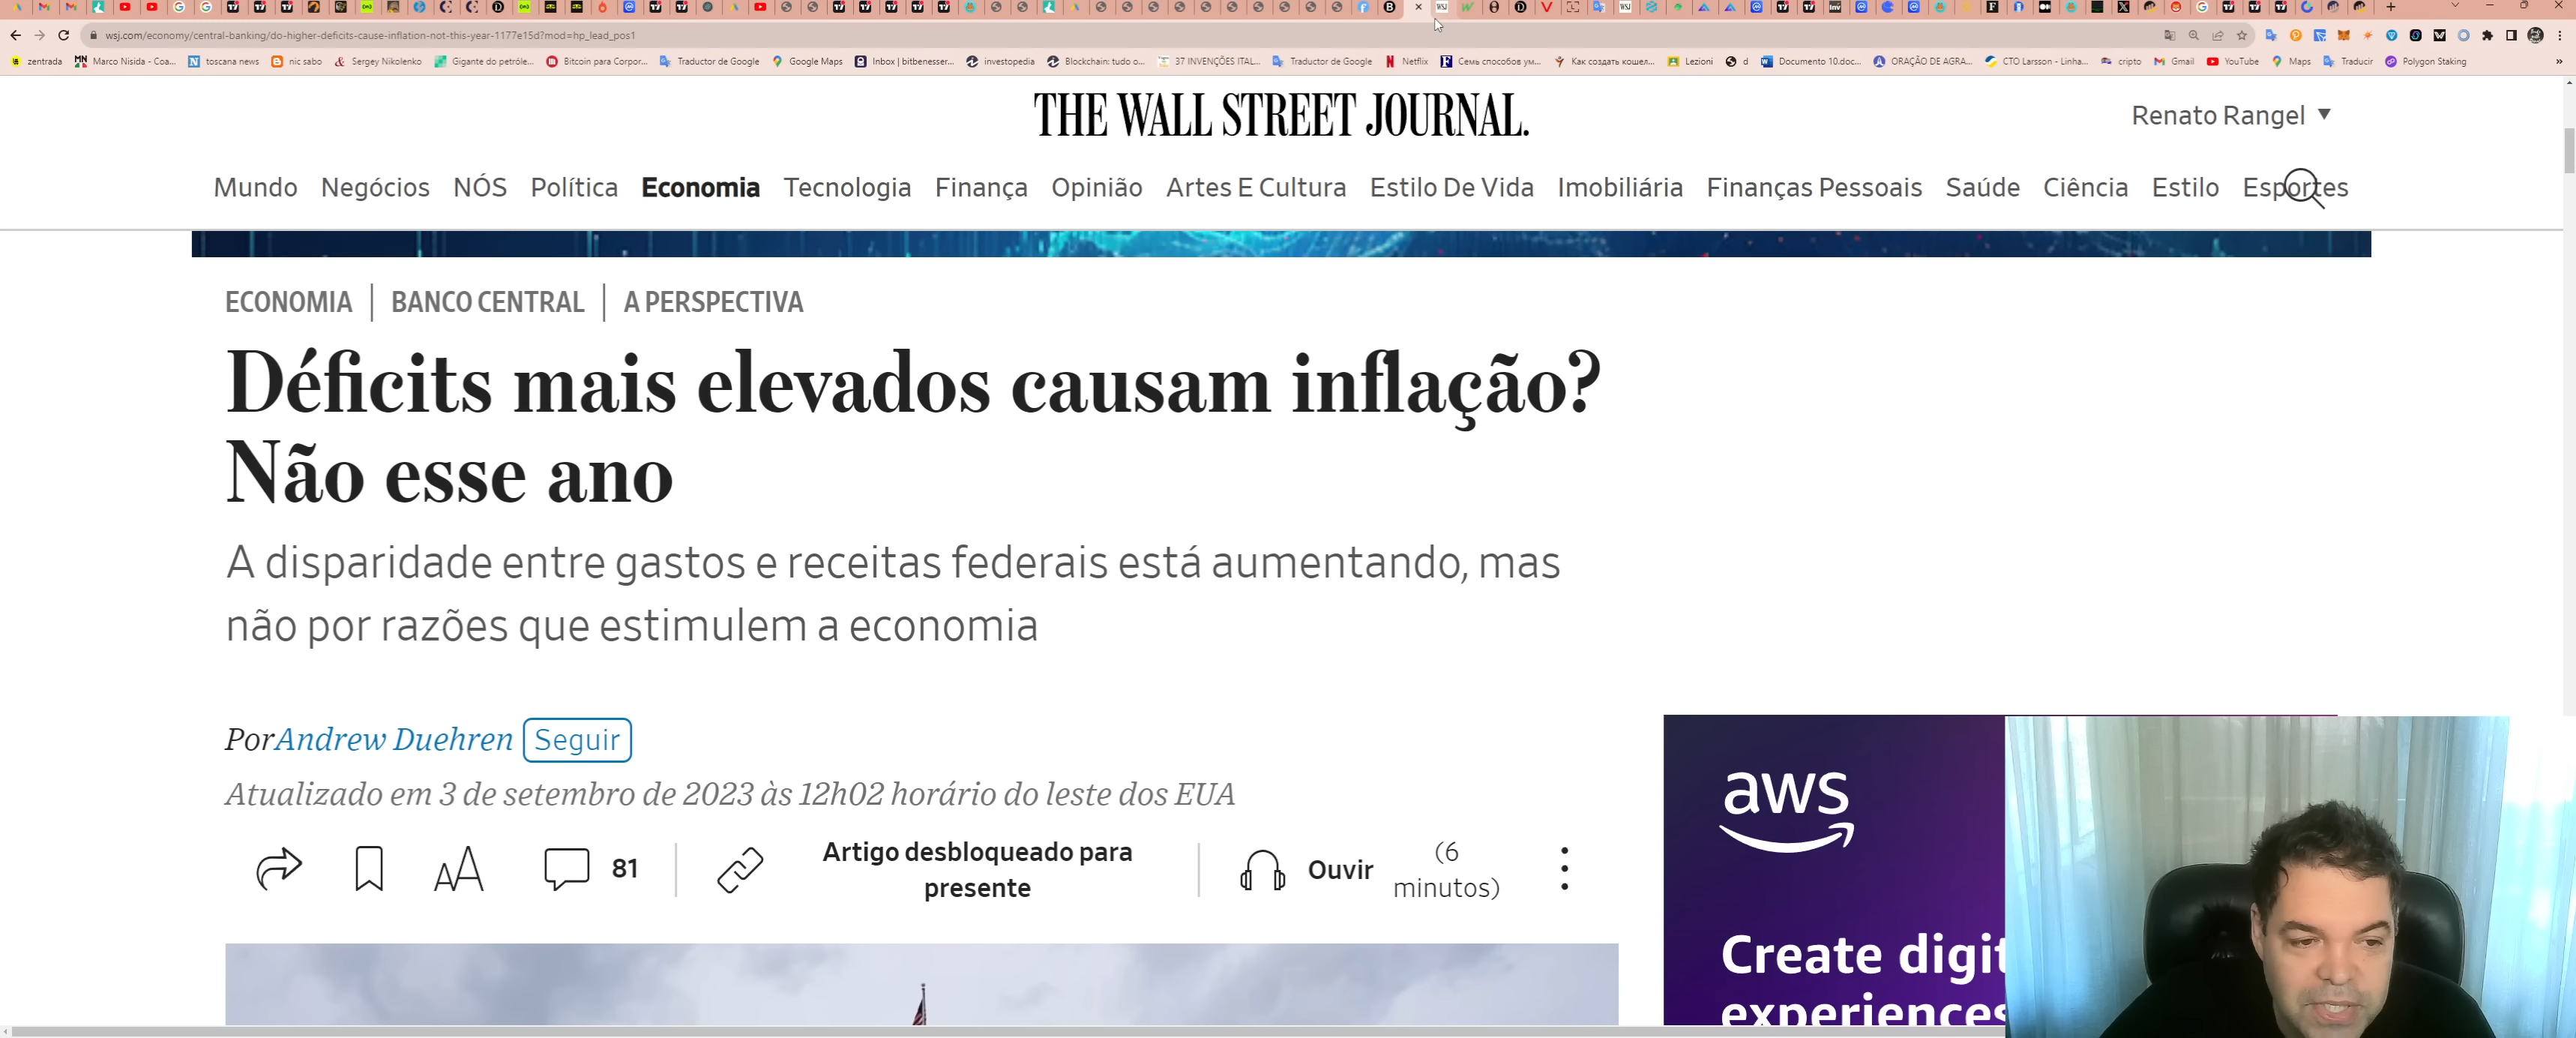 wsj.com/economy/central-banking/do-higher-deficits-cause-inflation-not-this-year-1177e15d?mod=hp_lead_pos1
zentrada Marco Nisida - Coa... toscana news nic sabo Sergey Nikolenko Gigante do petróle... Bitcoin para Corpor... Traductor de Google Google Maps Inbox | bitbenesser... investopedia Blockchain: tudo o... 37 INVENÇÕES ITAL... Traductor de Google Netflix Семь способов ум... Как создать кошел... Lezioni d Documento 10.doc... ORAÇÃO DE AGRA... CTO Larsson - Linha... cripto Gmail YouTube Maps Traducir Polygon Staking
THE WALL STREET JOURNAL.
Renato Rangel
Mundo Negócios NÓS Política Economia Tecnologia Finança Opinião Artes E Cultura Estilo De Vida Imobiliária Finanças Pessoais Saúde Ciência Estilo Esportes
ECONOMIA | BANCO CENTRAL | A PERSPECTIVA
Déficits mais elevados causam inflação?
Não esse ano
A disparidade entre gastos e receitas federais está aumentando, mas
não por razões que estimulem a economia
PorAndrew Duehren Seguir
Atualizado em 3 de setembro de 2023 às 12h02 horário do leste dos EUA
81
Artigo desbloqueado para
presente
Ouvir
(6
minutos)
aws
Create digit
experiences